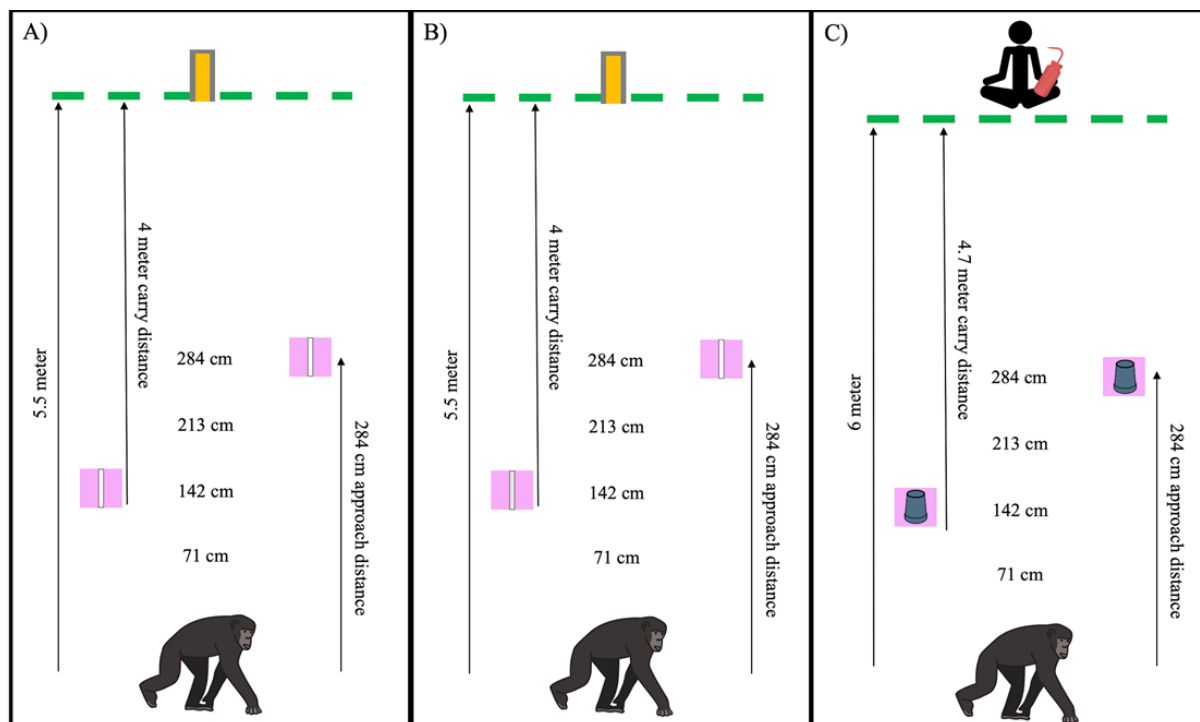 A)
5.5 meter
4 meter carry distance
284 cm
213 cm
142 cm
71 cm
284 cm approach distance
B)
5.5 meter
4 meter carry distance
284 cm
213 cm
142 cm
71 cm
284 cm approach distance
C)
6 meter
4.7 meter carry distance
284 cm
213 cm
142 cm
71 cm
284 cm approach distance